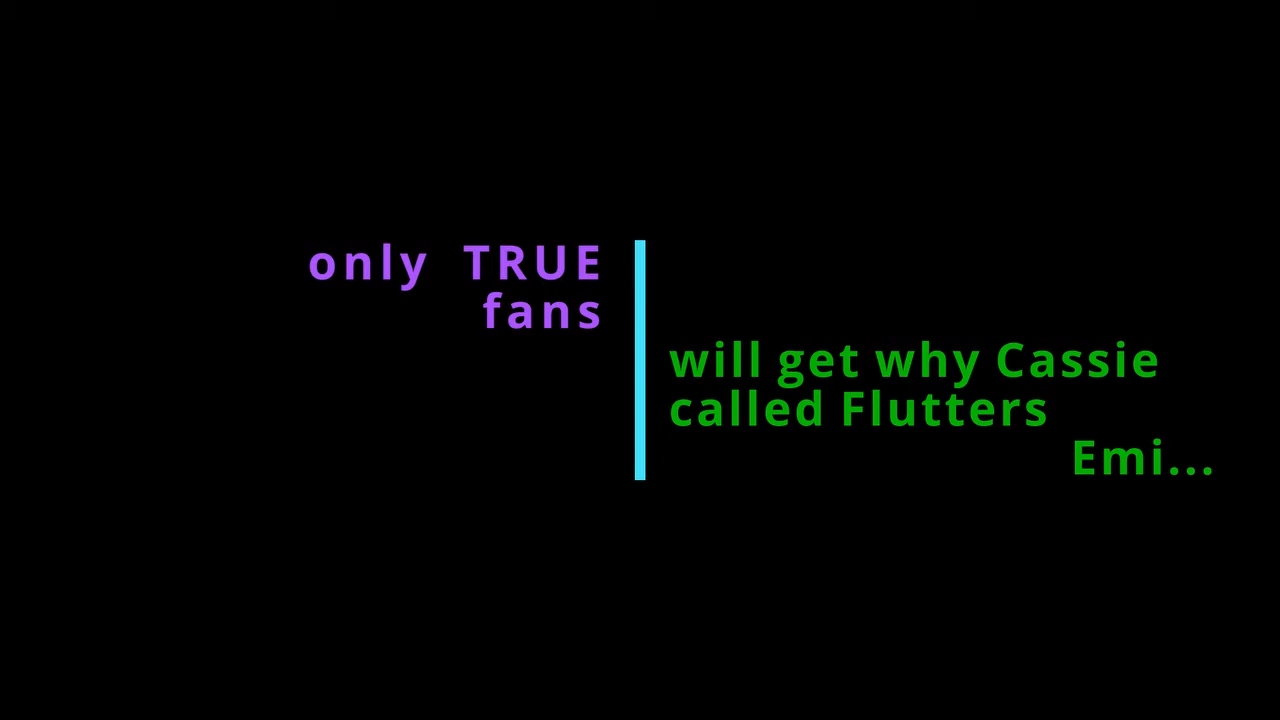 only TRUE
fans
will get why Cassie
called Flutters
Emi...